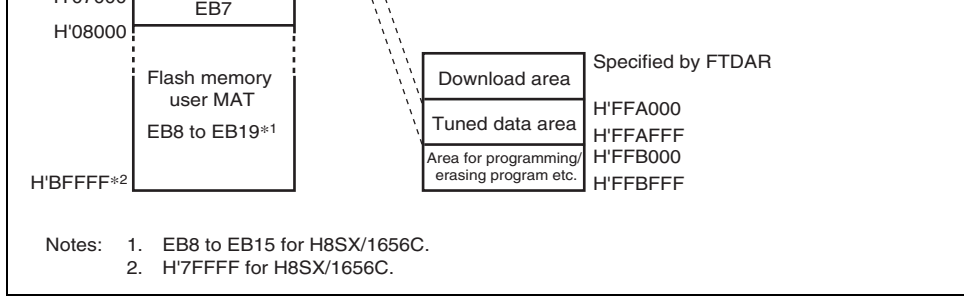 EB7
H'08000
Flash memory
user MAT
EB8 to EB19*1
H'BFFFF*2
Download area
Specified by FTDAR
Tuned data area
H'FFA000
H'FFAFFF
Area for programming/
erasing program etc.
H'FFB000
H'FFBFFF
Notes: 1. EB8 to EB15 for H8SX/1656C.
2. H'7FFFF for H8SX/1656C.